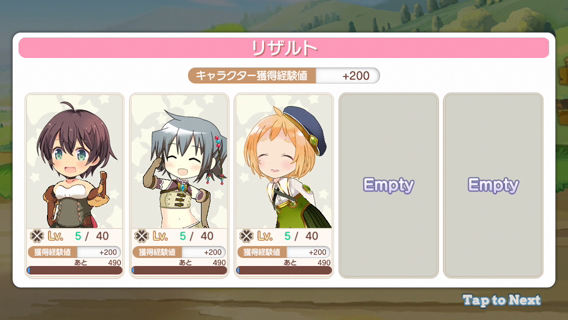 リザルト
キャラクター獲得経験値 +200
Empty
Empty
Lv. 5 / 40
獲得経験値 +200
あと 490
Lv. 5 / 40
獲得経験値 +200
あと 490
Lv. 5 / 40
獲得経験値 +200
あと 490
Tap to Next